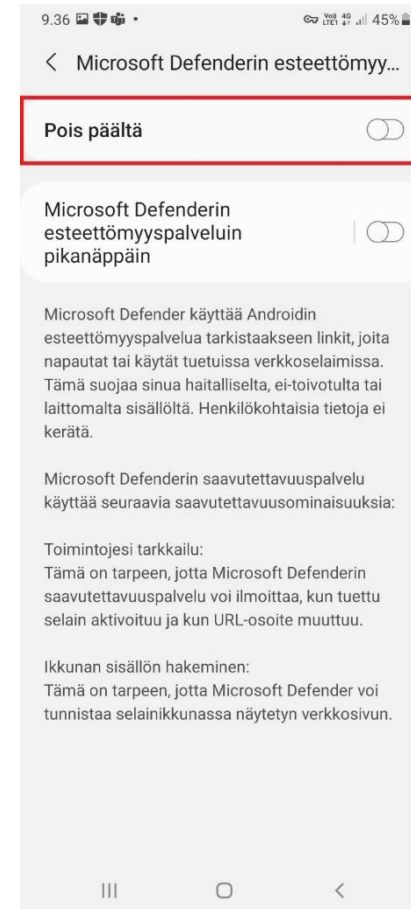 9.36
Vo)) 4G
LTE1 45%
Microsoft Defenderin esteettömyy...
Pois päältä
Microsoft Defenderin
esteettömyyspalveluin
pikanäppäin
Microsoft Defender käyttää Androidin
esteettömyyspalvelua tarkistaakseen linkit, joita
napautat tai käytät tuetuissa verkkoselaimissa.
Tämä suojaa sinua haitalliselta, ei-toivotulta tai
laittomalta sisällöltä. Henkilökohtaisia tietoja ei
kerätä.
Microsoft Defenderin saavutettavuuspalvelu
käyttää seuraavia saavutettavuusominaisuuksia:
Toimintojesi tarkkailu:
Tämä on tarpeen, jotta Microsoft Defenderin
saavutettavuuspalvelu voi ilmoittaa, kun tuettu
selain aktivoituu ja kun URL-osoite muuttuu.
Ikkunan sisällön hakeminen:
Tämä on tarpeen, jotta Microsoft Defender voi
tunnistaa selainikkunassa näytetyn verkkosivun.